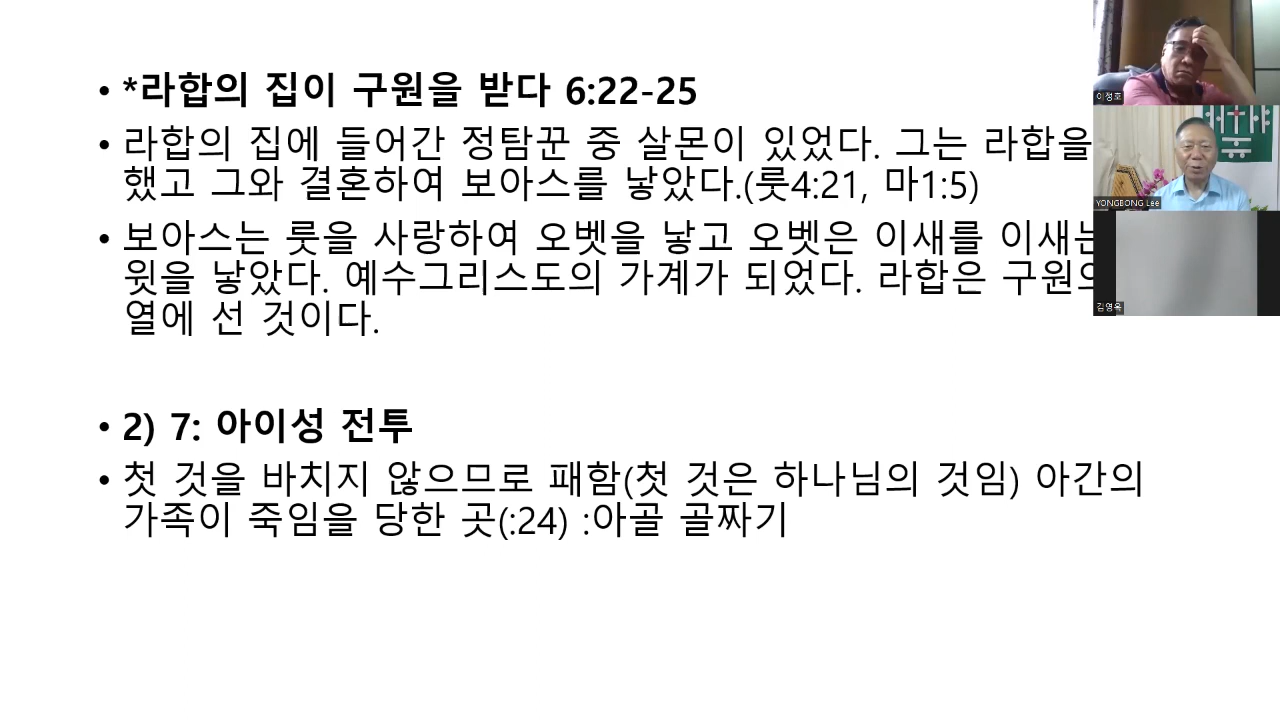 • *라합의 집이 구원을 받다 6:22-25
• 라합의 집에 들어간 정탐꾼 중 살몬이 있었다. 그는 라합을
했고 그와 결혼하여 보아스를 낳았다.(룻4:21, 마1:5)
• 보아스는 룻을 사랑하여 오벳을 낳고 오벳은 이새를
윗을 낳았다. 예수그리스도의 가계가 되었다. 라합은
열에 선 것이다.
• 2) 7: 아이성 전투
• 첫 것을 바치지 않으므로 패함(첫 것은 하나님의 것임) 아간의
가족이 죽임을 당한 곳(:24) :아골 골짜기
이정호
YONGBONG Lee
김영옥